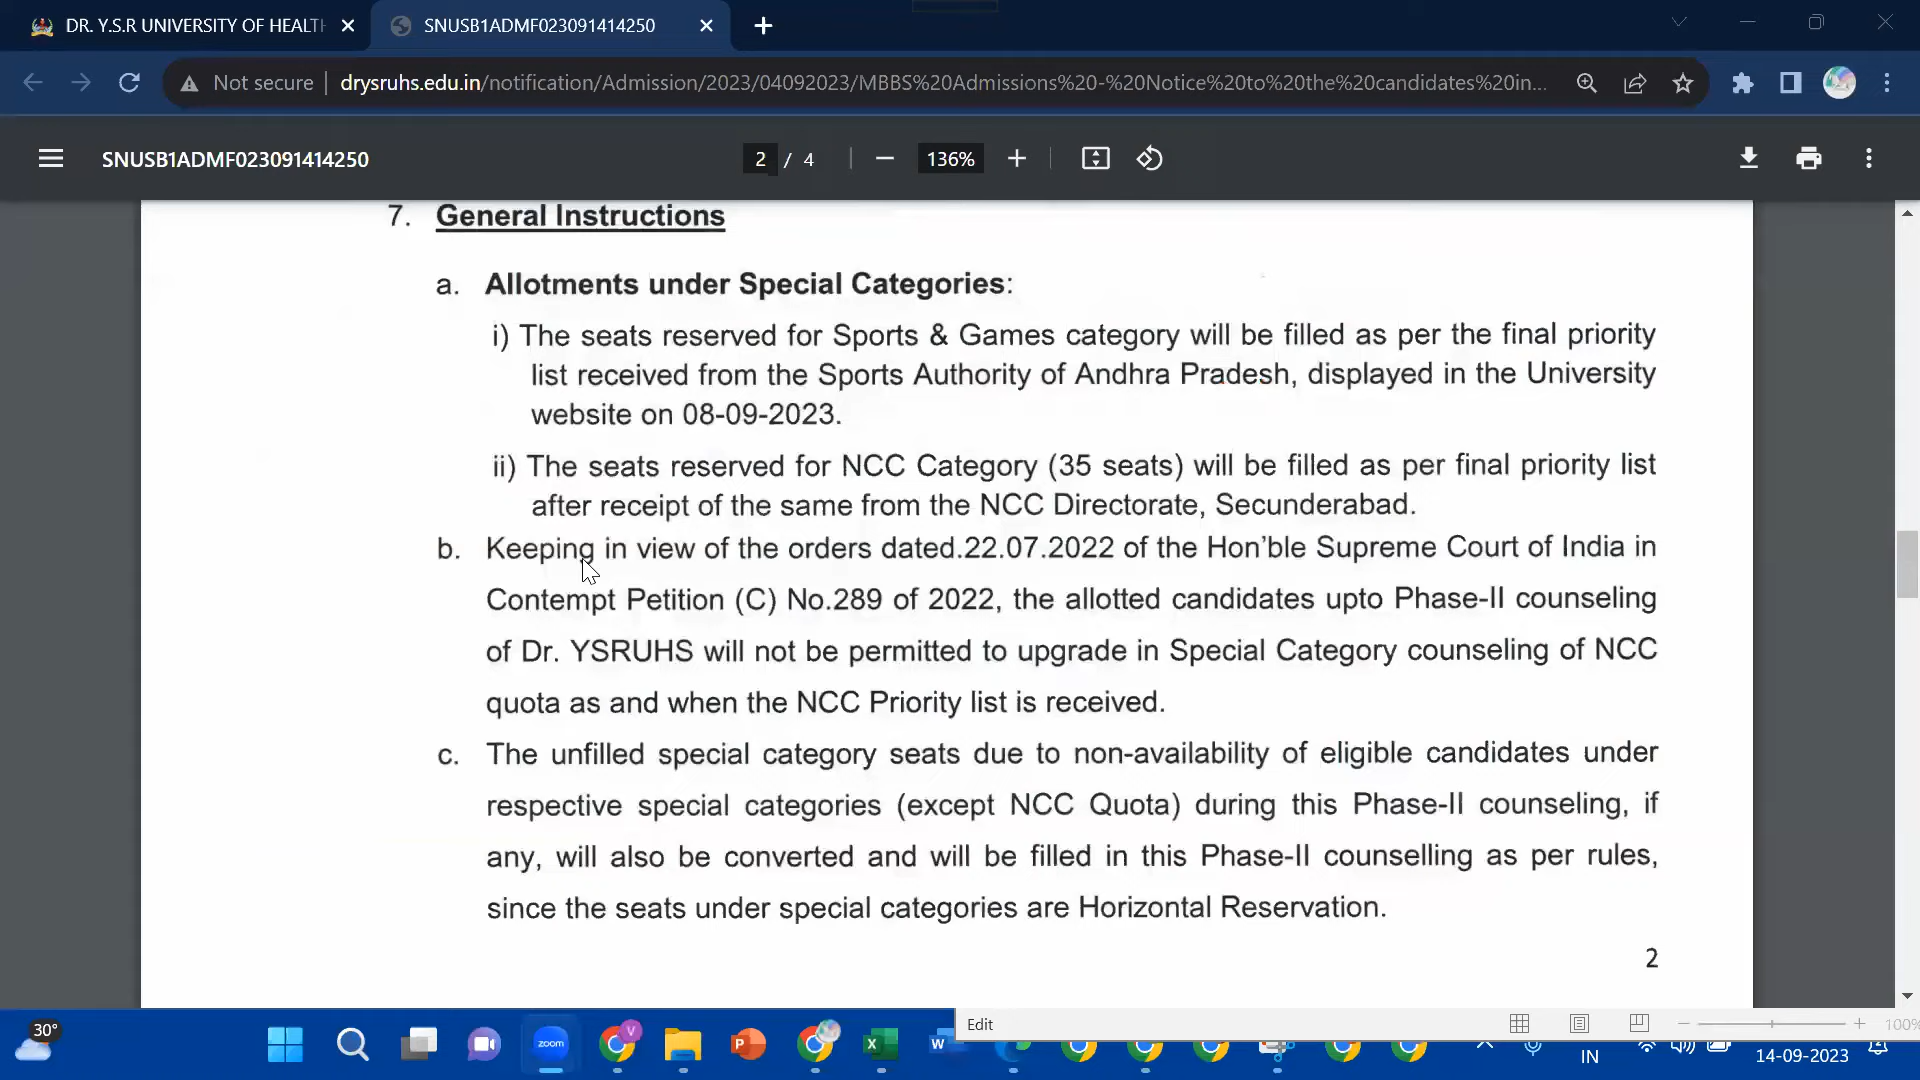 DR. Y.S.R UNIVERSITY OF HEALTH
SNUSB1ADMF023091414250
Not secure
drysruhs.edu.in/notification/Admission/2023/04092023/MBBS%20Admissions%20-%20Notice%20to%20the%20candidates%20in...
SNUSB1ADMF023091414250
2 / 4
136%
7. General Instructions
a. Allotments under Special Categories:
i) The seats reserved for Sports & Games category will be filled as per the final priority
list received from the Sports Authority of Andhra Pradesh, displayed in the University
website on 08-09-2023.
ii) The seats reserved for NCC Category (35 seats) will be filled as per final priority list
after receipt of the same from the NCC Directorate, Secunderabad.
b. Keeping in view of the orders dated.22.07.2022 of the Hon'ble Supreme Court of India in
Contempt Petition (C) No.289 of 2022, the allotted candidates upto Phase-II counseling
of Dr. YSRUHS will not be permitted to upgrade in Special Category counseling of NCC
quota as and when the NCC Priority list is received.
c. The unfilled special category seats due to non-availability of eligible candidates under
respective special categories (except NCC Quota) during this Phase-II counseling, if
any, will also be converted and will be filled in this Phase-II counselling as per rules,
since the seats under special categories are Horizontal Reservation.
2
Edit
100%
30°
zoom
V
P
X
W
IN
14-09-2023